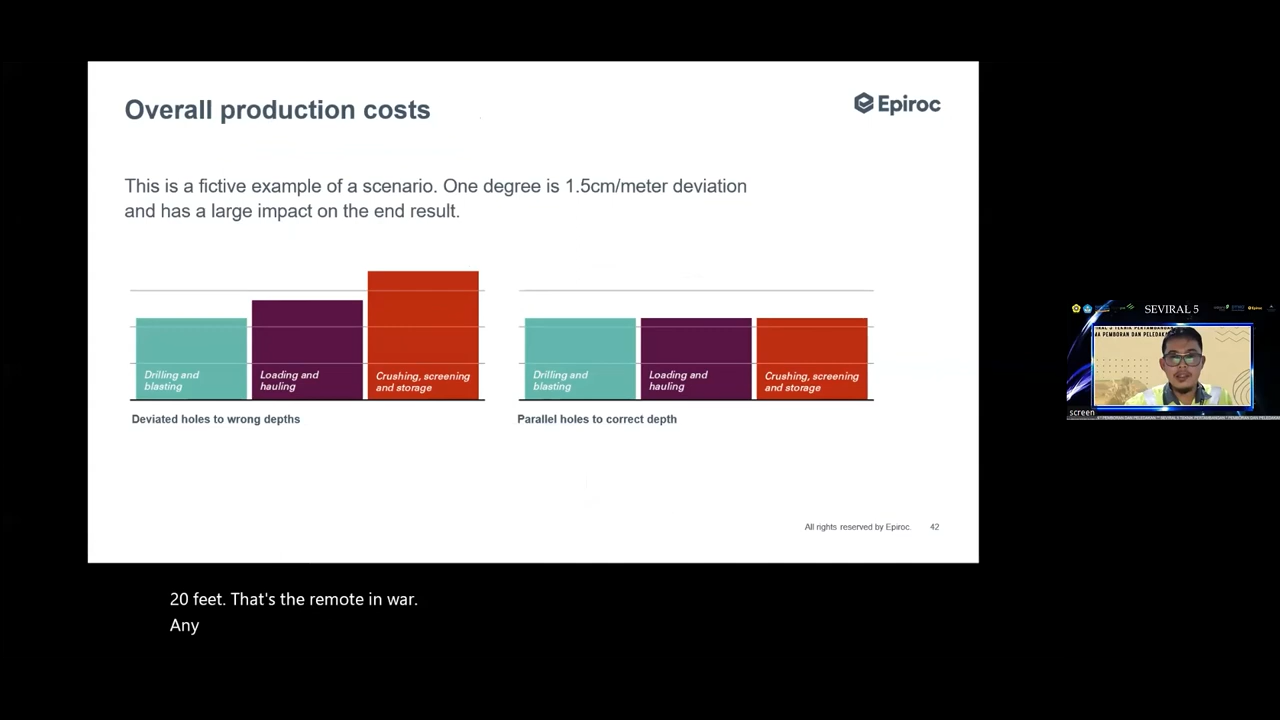 Overall production costs
Epiroc
This is a fictive example of a scenario. One degree is 1.5cm/meter deviation
and has a large impact on the end result.
Drilling and
blasting
Loading and
hauling
Crushing, screening
and storage
Deviated holes to wrong depths
Drilling and
blasting
Loading and
hauling
Crushing, screening
and storage
Parallel holes to correct depth
All rights reserved by Epiroc.
42
SEVIRAL 5
screen
20 feet. That's the remote in war.
Any